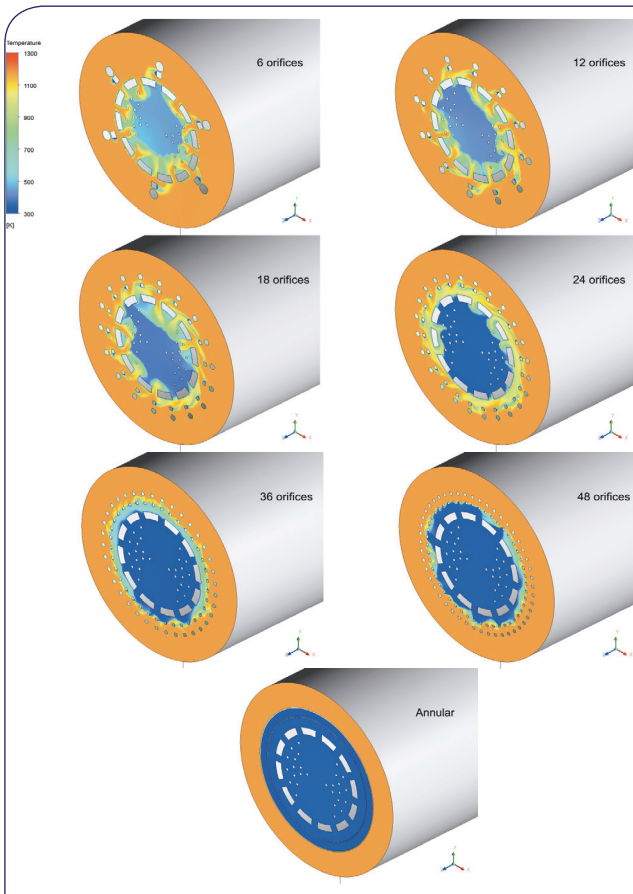 Temperature
1300
1100
900
700
500
300
[K]
6 orifices
12 orifices
18 orifices
24 orifices
36 orifices
48 orifices
Annular